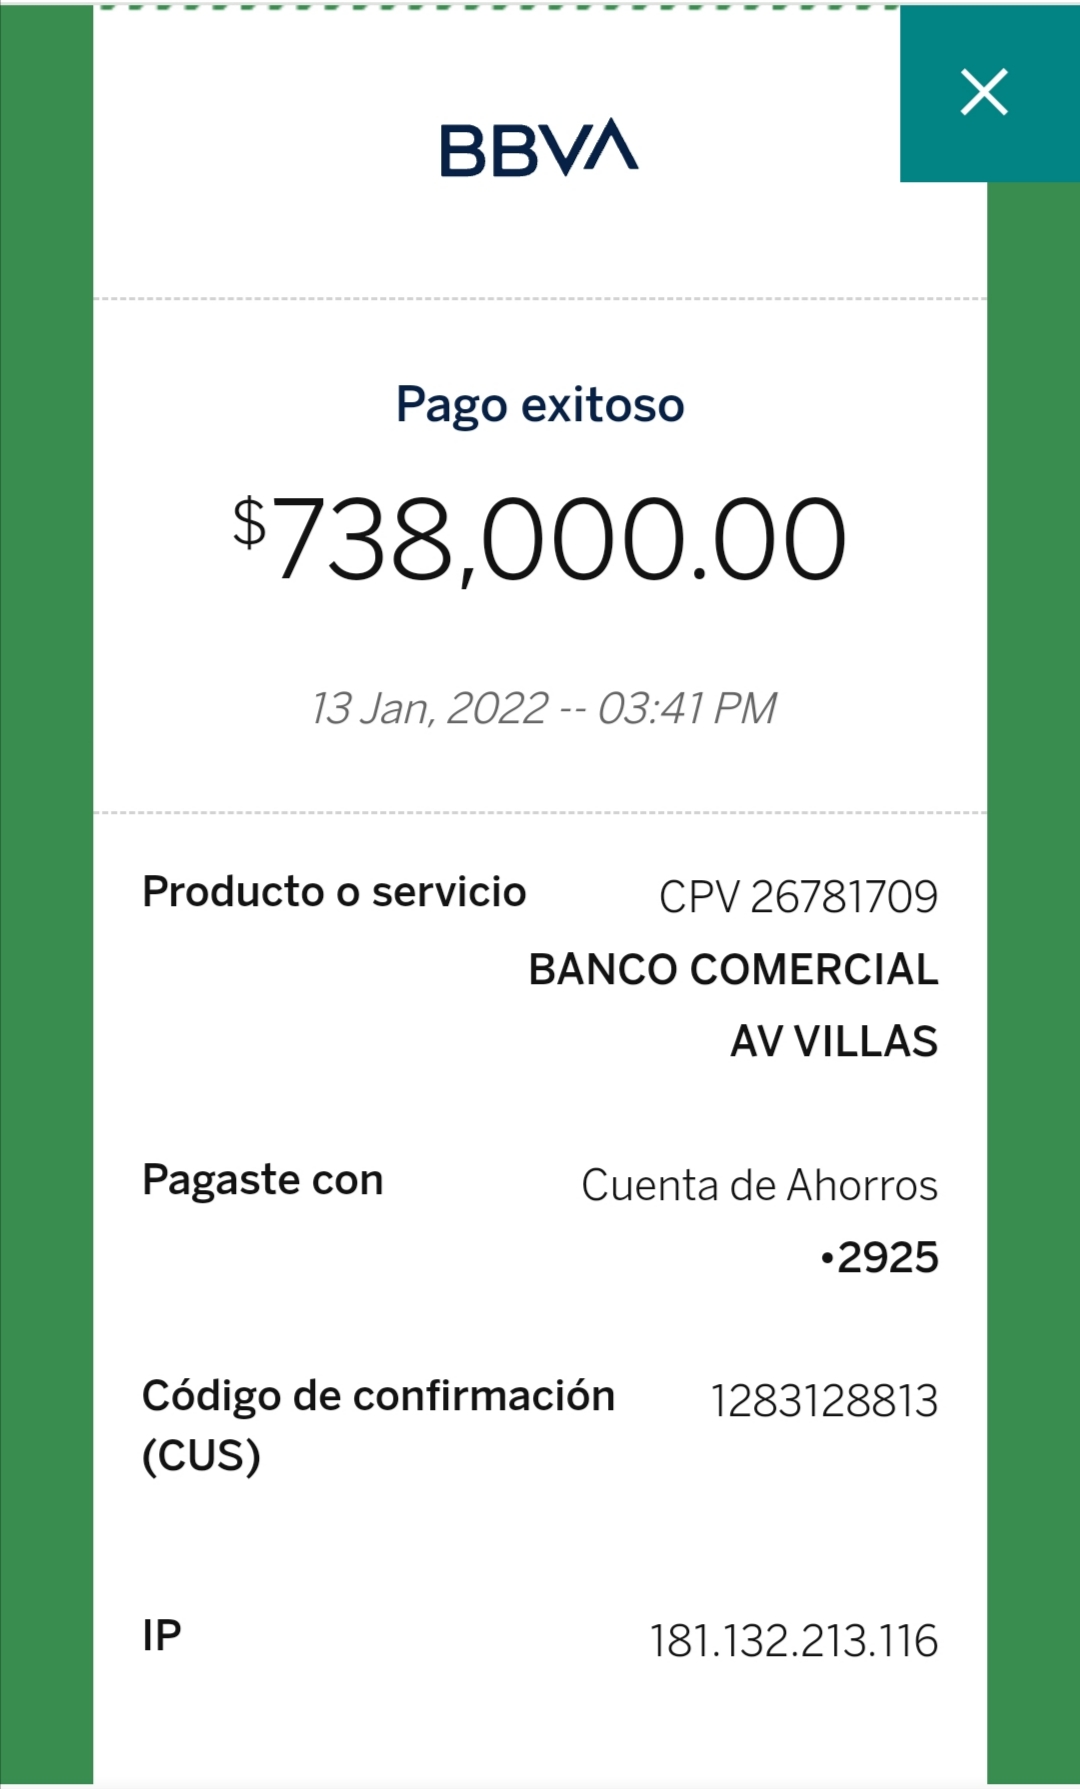 BBVA
Pago exitoso
$738,000.00
13 Jan, 2022 -- 03:41 PM
Producto o servicio CPV 26781709
BANCO COMERCIAL
AV VILLAS
Pagaste con Cuenta de Ahorros
•2925
Código de confirmación 1283128813
(CUS)
IP 181.132.213.116